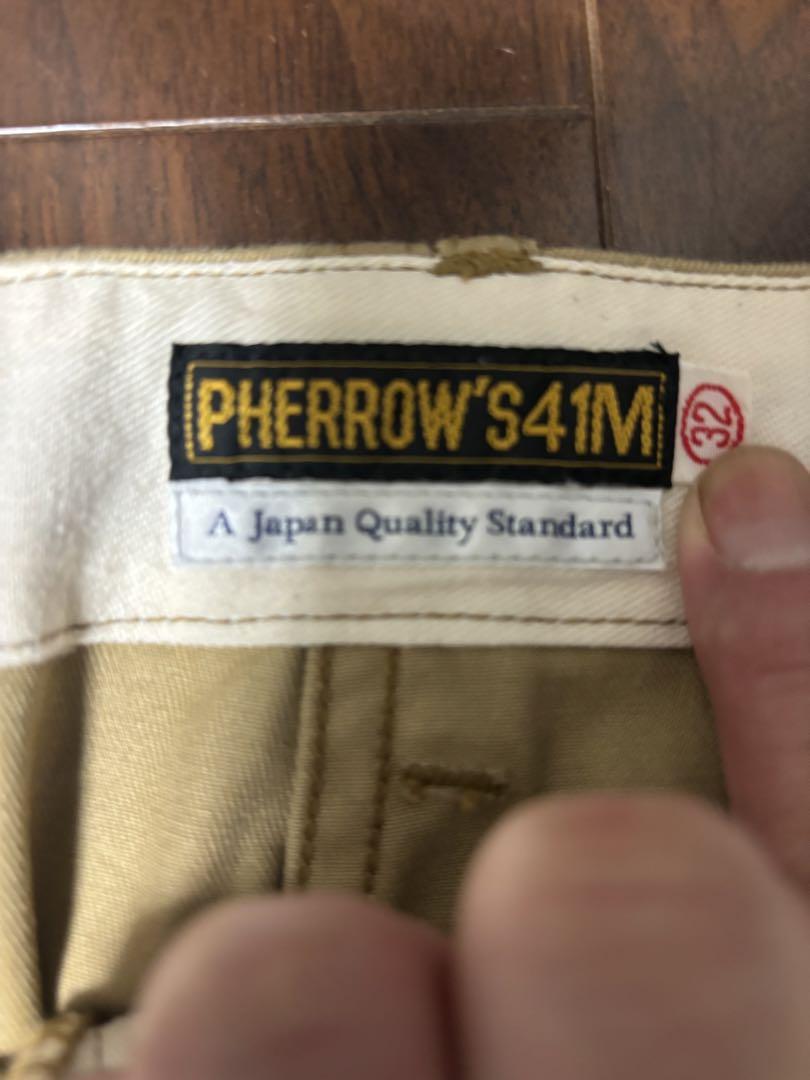 PHERROW'S41M
32
A Japan Quality Standard